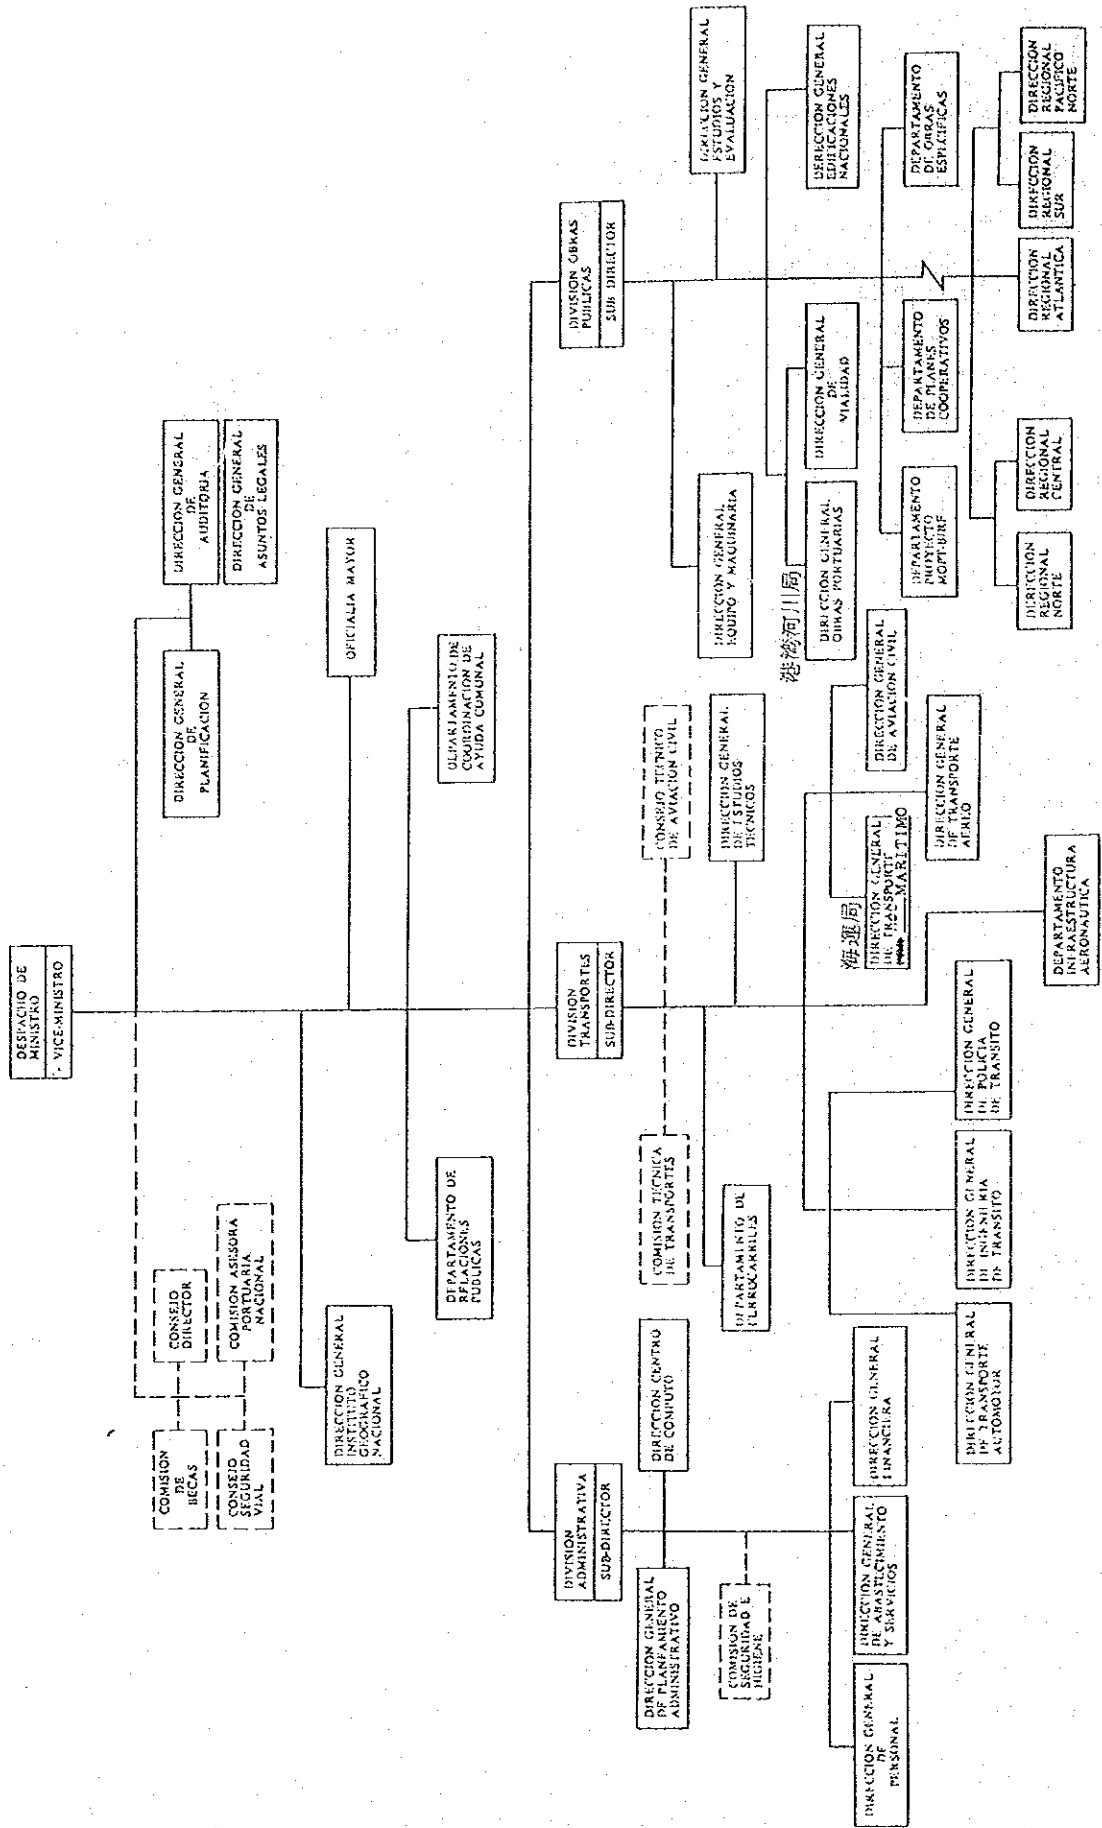 DESPACHO DE
MINISTRO
VICE-MINISTRO
COMISION
DE
BECAS
CONSEJO
DIRECTOR
CONSEJO
SEGURIDAD
VIAL
COMISION ASESORA
PORTUARIA
NACIONAL
DIRECCION GENERAL
DE
PLANIFICACION
DIRECCION GENERAL
DE
AUDITORIA
DIRECCION GENERAL
DE
ASUNTOS LEGALES
DIRECCION GENERAL
INSTITUTO
GEOGRAFICO
NACIONAL
OFICIALIA MAYOR
DEPARTAMENTO DE
RELACIONES
PUBLICAS
DEPARTAMENTO DE
COORDINACION DE
AYUDA COMUNAL
DIVISION
ADMINISTRATIVA
SUB-DIRECTOR
DIRECCION GENERAL
DE PLANEAMIENTO
ADMINISTRATIVO
DIRECCION CENTRO
DE COMPUTO
COMISION DE
SEGURIDAD E
HIGIENE
DIRECCION GENERAL
DE
PERSONAL
DIRECCION GENERAL
DE ABASTECIMIENTO
Y SERVICIOS
DIRECCION GENERAL
FINANCIERA
DIVISION
TRANSPORTES
SUB-DIRECTOR
COMISION TECNICA
DE TRANSPORTES
CONSEJO TECNICO
DE AVIACION CIVIL
DEPARTAMENTO DE
FERROCARRILES
DIRECCION GENERAL
DE ESTUDIOS
TECNICOS
DIRECCION GENERAL
DE TRANSPORTE
AUTOMOTOR
DIRECCION GENERAL
DE INGENIERIA
DE TRANSITO
DIRECCION GENERAL
DE POLICIA
DE TRANSITO
海運局
DIRECCION GENERAL
DE TRANSPORTE
MARITIMO
DIRECCION GENERAL
DE AVIACION CIVIL
DIRECCION GENERAL
DE TRANSPORTE
AEREO
DEPARTAMENTO
INFRAESTRUCTURA
AERONAUTICA
DIVISION OBRAS
PUBLICAS
SUB DIRECTOR
DIRECCION GENERAL
EQUIPO Y MAQUINARIA
DIRECCION GENERAL
ESTUDIOS Y
EVALUACION
港湾河川局
DIRECCION GENERAL
OBRAS PORTUARIAS
DIRECCION GENERAL
DE
VIALIDAD
DERECCION GENERAL
EDIFICACIONES
NACIONALES
DEPARTAMENTO
PROYECTO
MOPT-BIRF
DEPARTAMENTO
DE PLANES
COOPERATIVOS
DEPARTAMENTO
DE OBRAS
ESPECIFICAS
DERECCION
REGIONAL
NORTE
DIRECCION
REGIONAL
CENTRAL
DIRECCION
REGIONAL
ATLANTICA
DIRECCION
REGIONAL
SUR
DIRECCION
REGIONAL
PACIFICO
NORTE